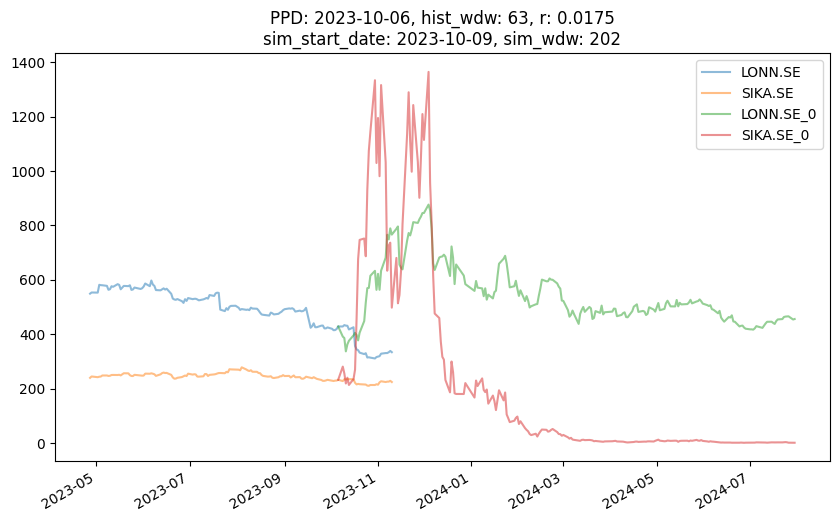 PPD: 2023-10-06, hist_wdw: 63, r: 0.0175
sim_start_date: 2023-10-09, sim_wdw: 202
LONN.SE
SIKA.SE
LONN.SE_0
SIKA.SE_0
1400
1200
1000
800
600
400
200
0
2023-05
2023-07
2023-09
2023-11
2024-01
2024-03
2024-05
2024-07